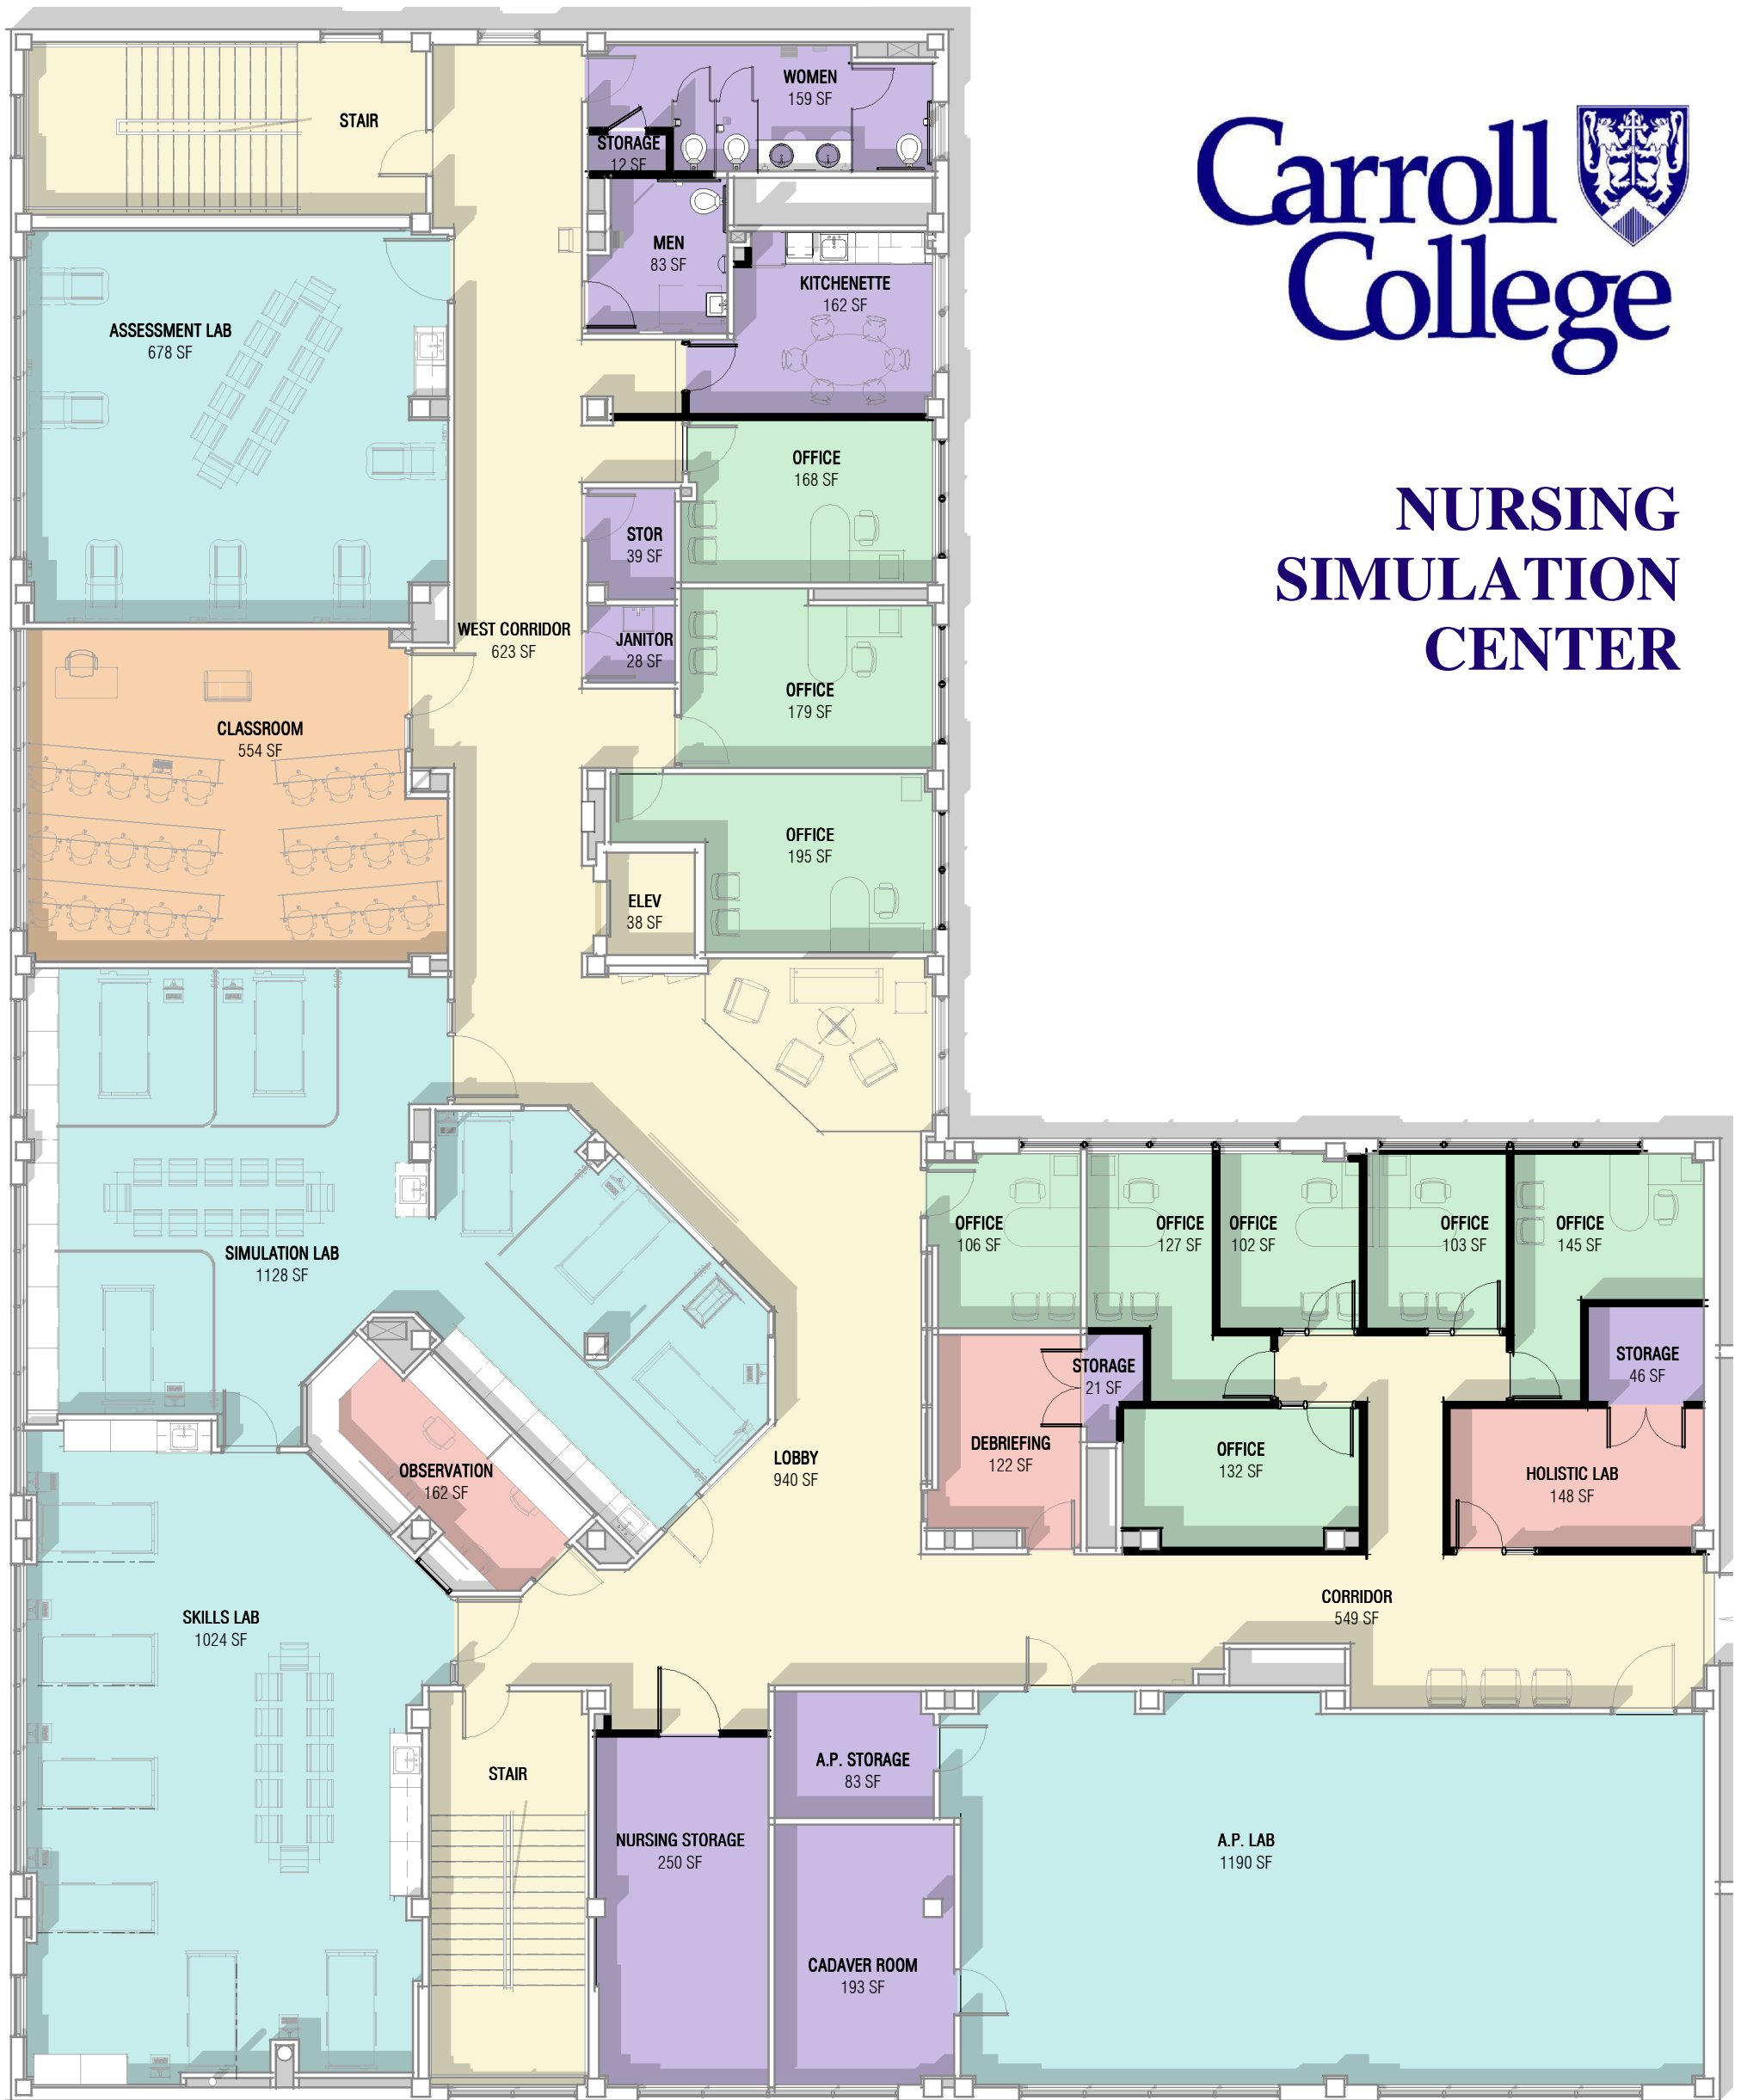 Carroll
College
NURSING
SIMULATION
CENTER
STAIR
WOMEN
159 SF
STORAGE
12 SF
MEN
83 SF
KITCHENETTE
162 SF
ASSESSMENT LAB
678 SF
OFFICE
168 SF
STOR
39 SF
WEST CORRIDOR
623 SF
JANITOR
28 SF
OFFICE
179 SF
CLASSROOM
554 SF
OFFICE
195 SF
ELEV
38 SF
OFFICE
106 SF
OFFICE
127 SF
OFFICE
102 SF
OFFICE
103 SF
OFFICE
145 SF
SIMULATION LAB
1128 SF
STORAGE
21 SF
STORAGE
46 SF
OBSERVATION
162 SF
LOBBY
940 SF
DEBRIEFING
122 SF
OFFICE
132 SF
HOLISTIC LAB
148 SF
SKILLS LAB
1024 SF
CORRIDOR
549 SF
STAIR
A.P. STORAGE
83 SF
NURSING STORAGE
250 SF
A.P. LAB
1190 SF
CADAVER ROOM
193 SF